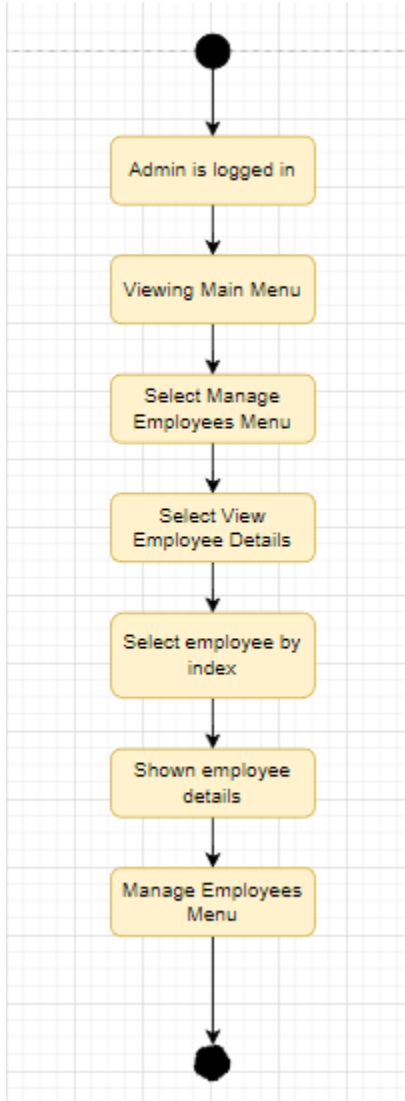 Admin is logged in
Viewing Main Menu
Select Manage
Employees Menu
Select View
Employee Details
Select employee by
index
Shown employee
details
Manage Employees
Menu